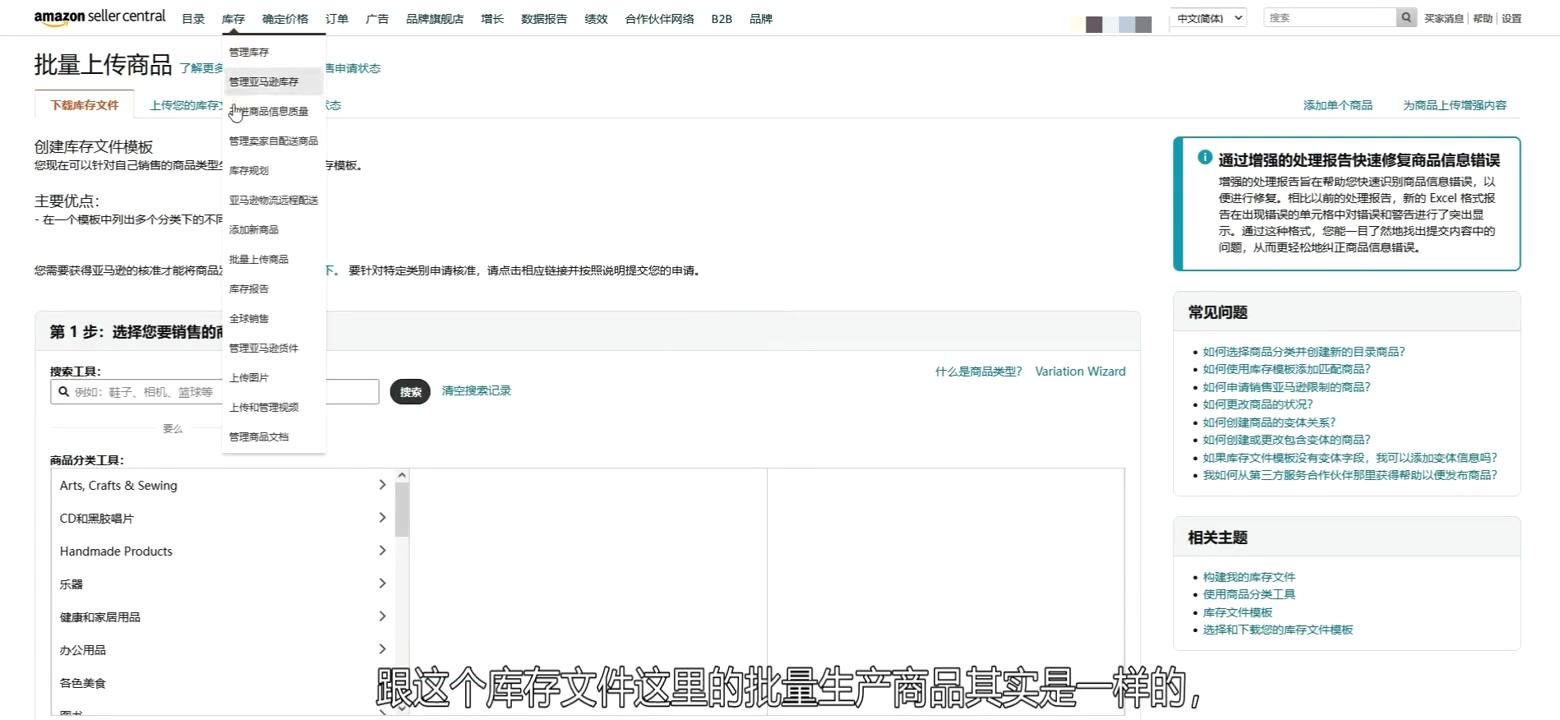 amazon seller central 目录 库存 确定价格 订单 广告 品牌旗舰店 增长 数据报告 绩效 合作伙伴网络 B2B 品牌 中文(简体) 搜索 买家消息 | 帮助 | 设置
批量上传商品 了解更多 售申请状态
下载库存文件 上传您的库存文 状态 添加单个商品 为商品上传增强内容
管理库存
管理亚马逊库存
商品信息质量
管理卖家自配送商品
库存规划
亚马逊物流远程配送
添加新商品
批量上传商品
库存报告
全球销售
管理亚马逊货件
上传图片
上传和管理视频
管理商品文档
创建库存文件模板
您现在可以针对自己销售的商品类型 存模板。
主要优点:
- 在一个模板中列出多个分类下的不同
您需要获得亚马逊的核准才能将商品 下。 要针对特定类别申请核准，请点击相应链接并按照说明提交您的申请。
第 1 步：选择您要销售的商
搜索工具:
例如：鞋子、相机、篮球等 搜索 清空搜索记录 什么是商品类型? Variation Wizard
要么
商品分类工具:
Arts, Crafts & Sewing
CD和黑胶唱片
Handmade Products
乐器
健康和家居用品
办公用品
各色美食
图书
通过增强的处理报告快速修复商品信息错误
增强的处理报告旨在帮助您快速识别商品信息错误，以
便进行修复。相比以前的处理报告，新的 Excel 格式报
告在出现错误的单元格中对错误和警告进行了突出显
示。通过这种格式，您能一目了然地找出提交内容中的
问题，从而更轻松地纠正商品信息错误。
常见问题
如何选择商品分类并创建新的目录商品?
如何使用库存模板添加匹配商品?
如何申请销售亚马逊限制的商品?
如何更改商品的状况?
如何创建商品的变体关系?
如何创建或更改包含变体的商品?
如果库存文件模板没有变体字段，我可以添加变体信息吗?
我如何从第三方服务合作伙伴那里获得帮助以便发布商品?
相关主题
构建我的库存文件
使用商品分类工具
库存文件模板
选择和下载您的库存文件模板
跟这个库存文件这里的批量生产商品其实是一样的，